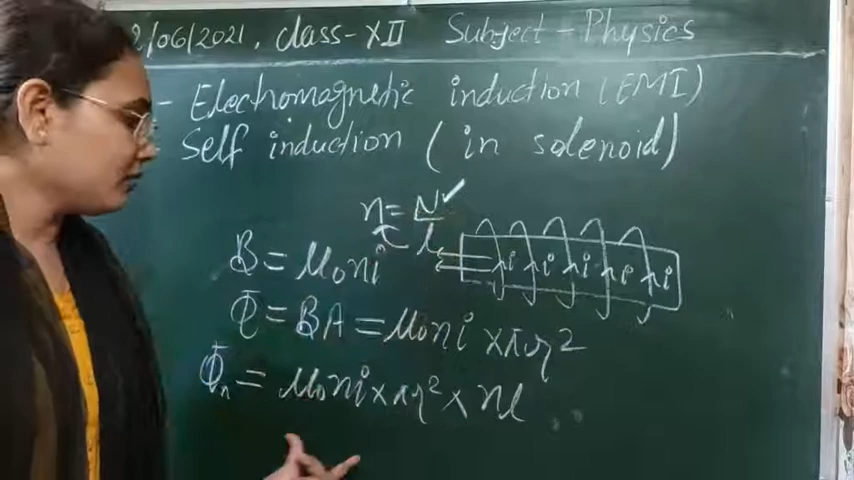 2/06/2021, class-XII Subject - Physics
- Electromagnetic induction (EMI)
Self induction (in solenoid)
n = N/l
B = μ₀ni
i i i i i
Φ = BA = μ₀ni × πr²
Φₙ = μ₀ni × πr² × nl